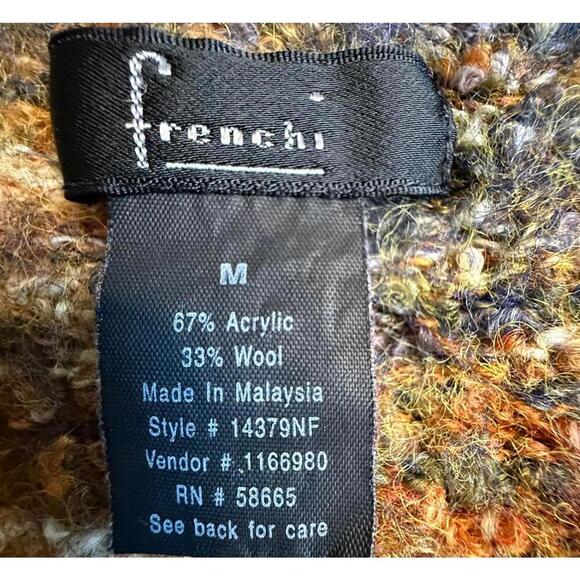 frenchi
M
67% Acrylic
33% Wool
Made In Malaysia
Style # 14379NF
Vendor # 1166980
RN # 58665
See back for care